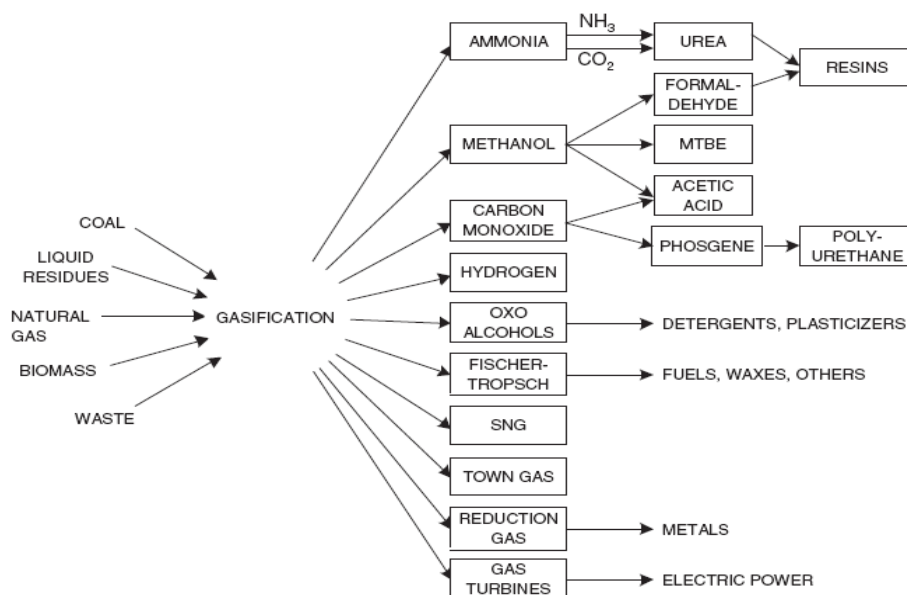 COAL
LIQUID
RESIDUES
NATURAL
GAS
BIOMASS
WASTE
GASIFICATION
AMMONIA
NH₃
CO₂
UREA
RESINS
METHANOL
FORMAL-
DEHYDE
MTBE
ACETIC
ACID
CARBON
MONOXIDE
PHOSGENE
POLY-
URETHANE
HYDROGEN
OXO
ALCOHOLS
DETERGENTS, PLASTICIZERS
FISCHER-
TROPSCH
FUELS, WAXES, OTHERS
SNG
TOWN GAS
REDUCTION
GAS
METALS
GAS
TURBINES
ELECTRIC POWER